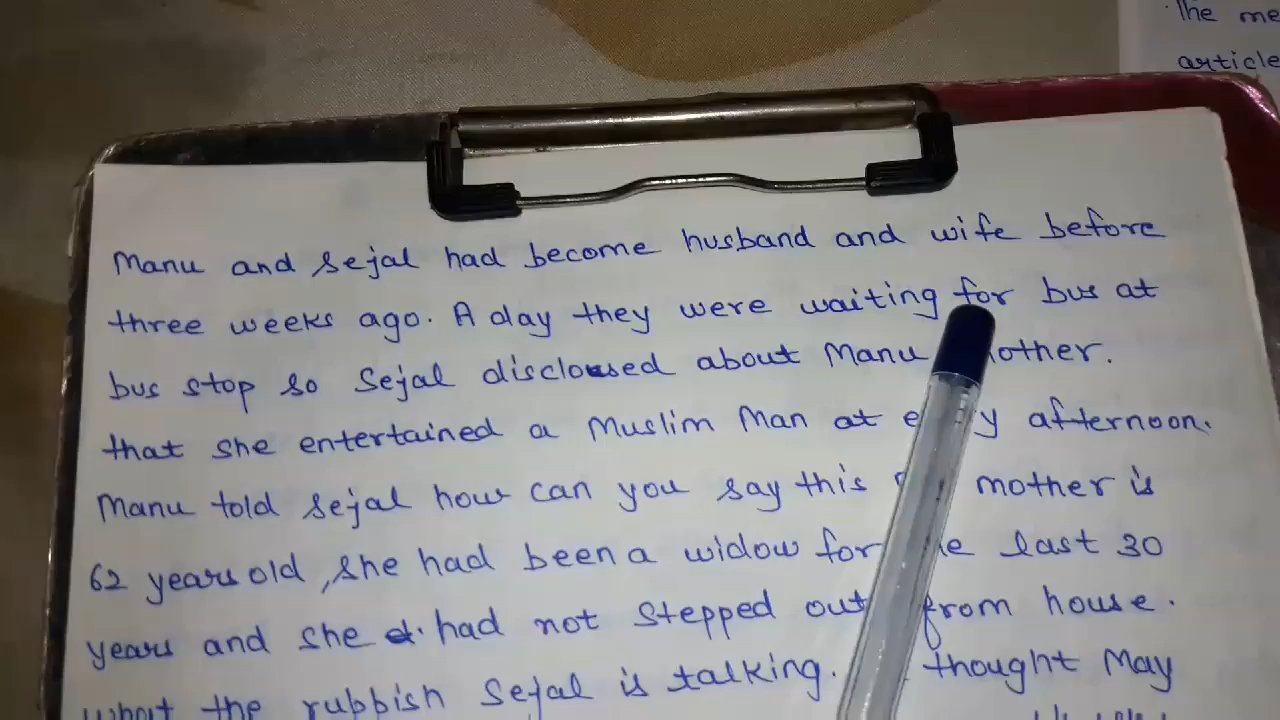 The me
article
Manu and Sejal had become husband and wife before
three weeks ago. A day they were waiting for bus at
bus stop so Sejal disclosed about Manu mother.
that she entertained a Muslim Man at every afternoon.
Manu told Sejal how can you say this mother is
62 years old, she had been a widow for the last 30
years and she had not stepped out from house.
what the rubbish Sejal is talking. thought May